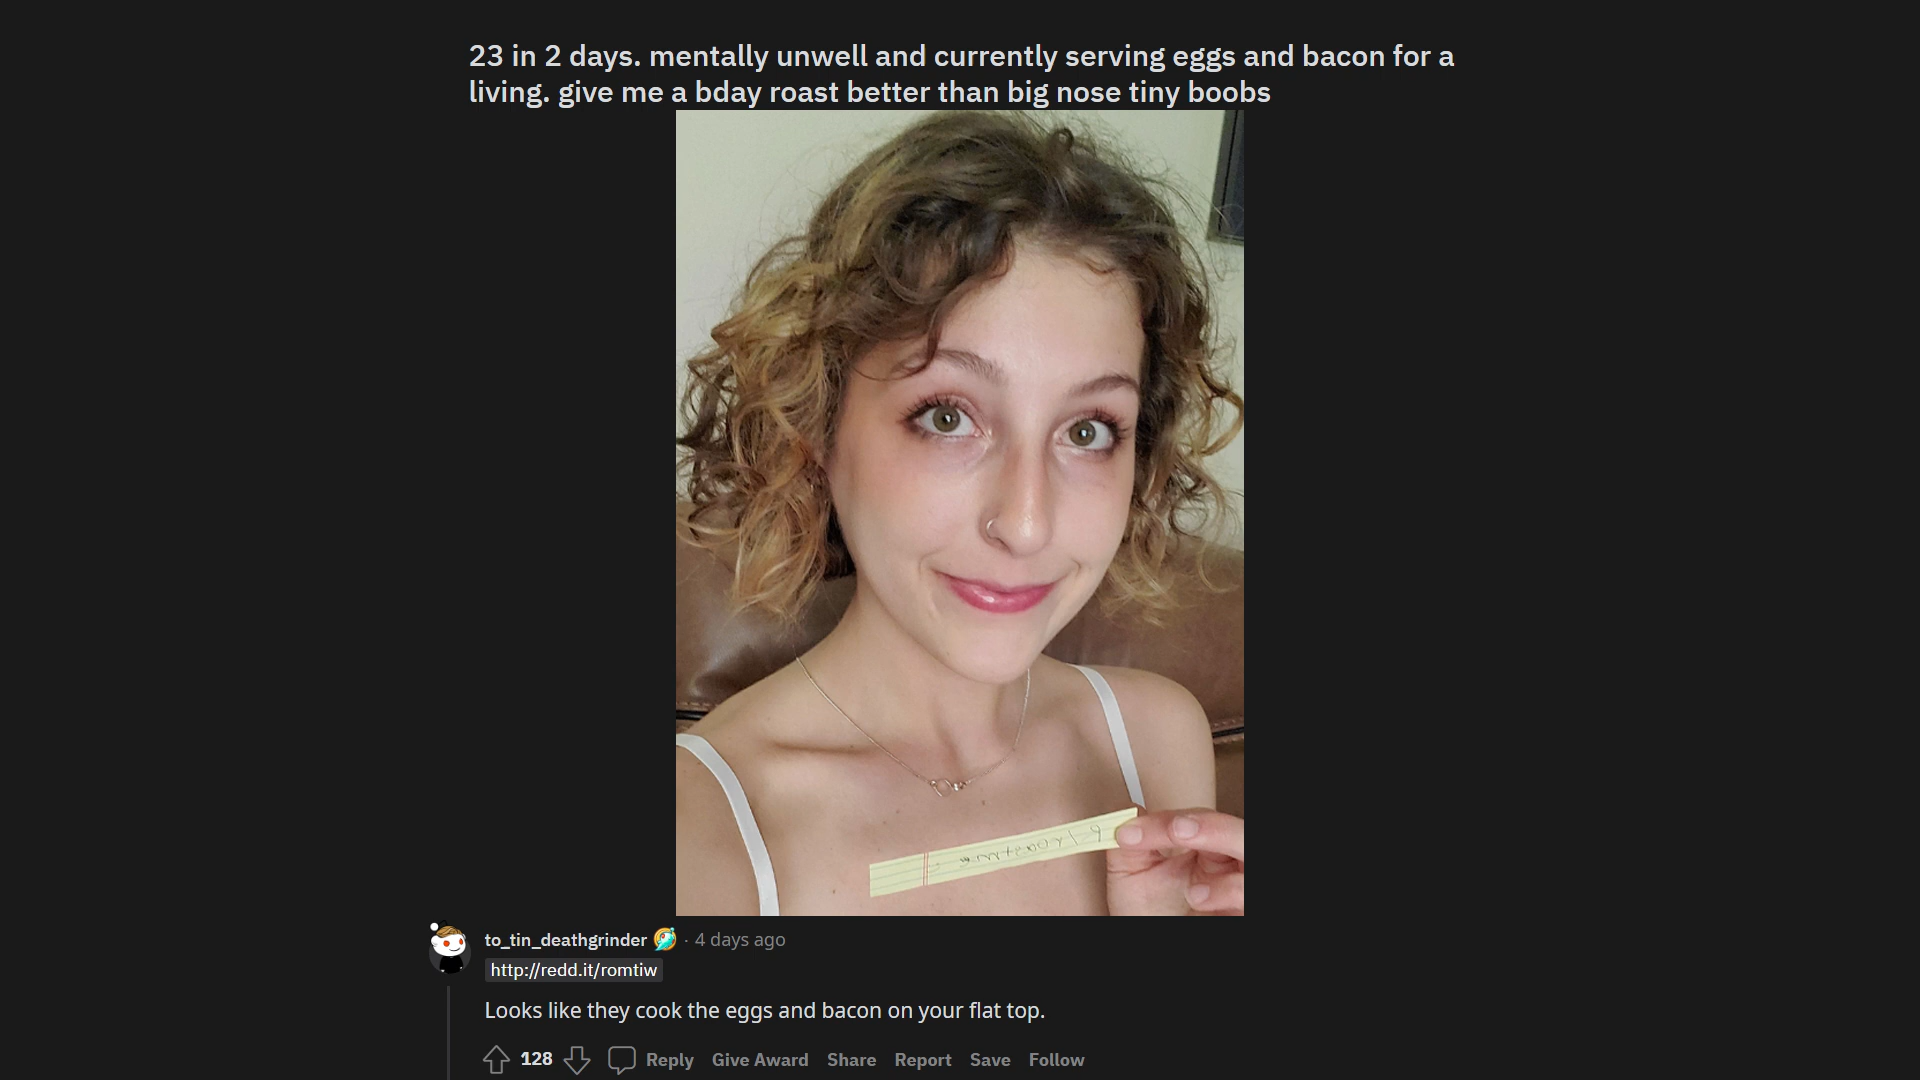 23 in 2 days. mentally unwell and currently serving eggs and bacon for a
living. give me a bday roast better than big nose tiny boobs
r/roastme
to_tin_deathgrinder · 4 days ago
http://redd.it/romtiw
Looks like they cook the eggs and bacon on your flat top.
128 Reply Give Award Share Report Save Follow